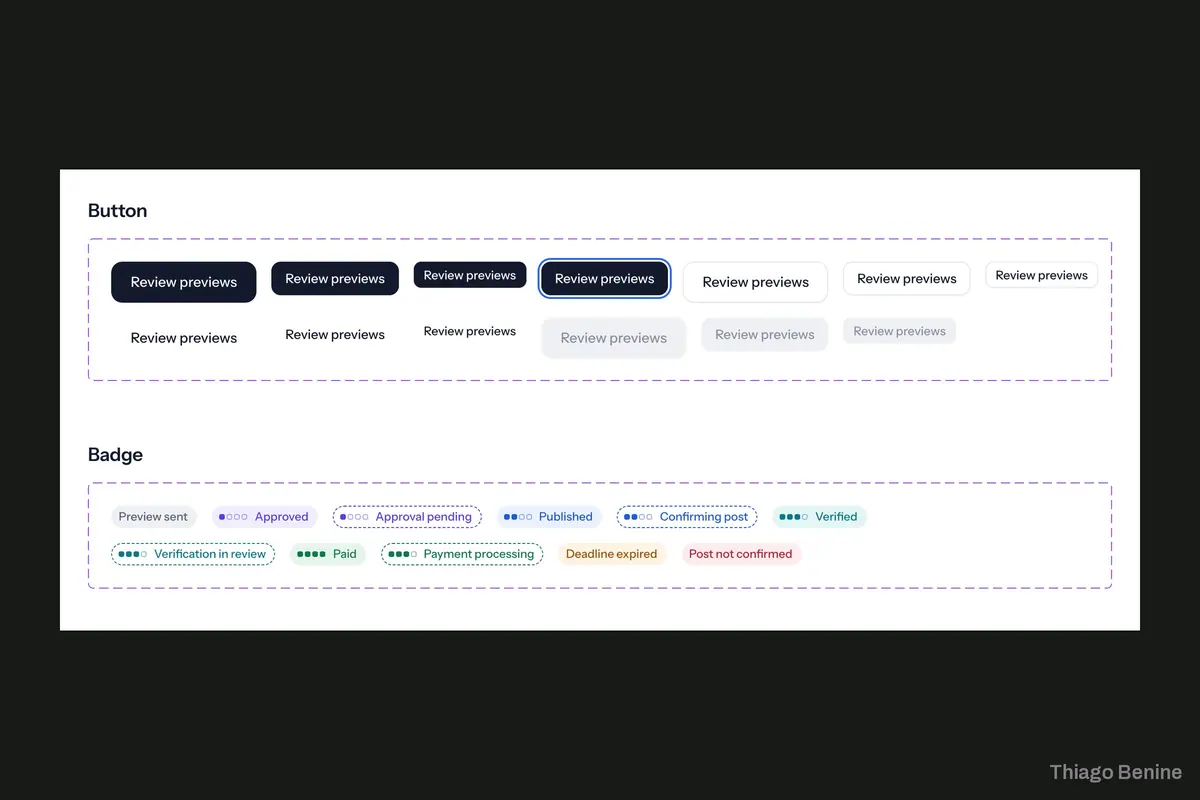 Button
Review previews Review previews Review previews Review previews Review previews Review previews Review previews
Review previews Review previews Review previews Review previews Review previews Review previews
Badge
Preview sent Approved Approval pending Published Confirming post Verified
Verification in review Paid Payment processing Deadline expired Post not confirmed
Thiago Benine